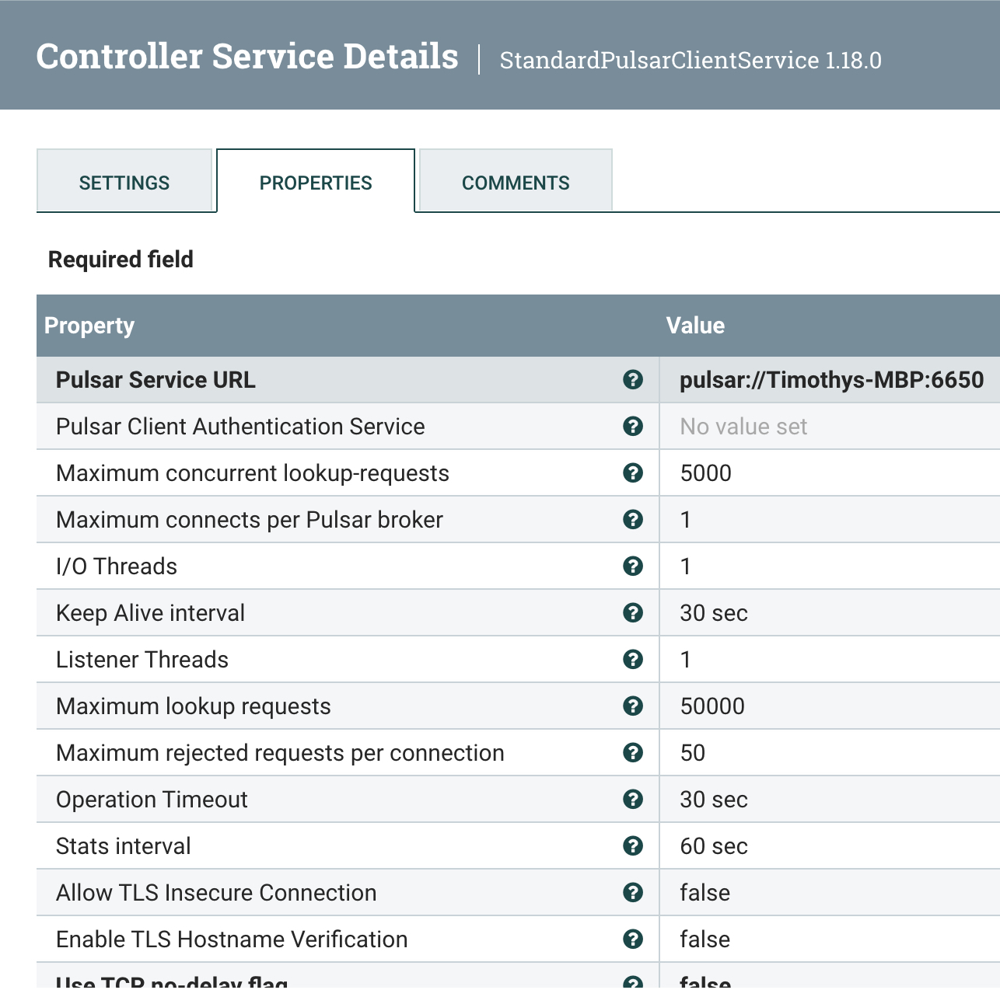 Controller Service Details | StandardPulsarClientService 1.18.0
SETTINGS PROPERTIES COMMENTS
Required field
Property Value
Pulsar Service URL ? pulsar://Timothys-MBP:6650
Pulsar Client Authentication Service ? No value set
Maximum concurrent lookup-requests ? 5000
Maximum connects per Pulsar broker ? 1
I/O Threads ? 1
Keep Alive interval ? 30 sec
Listener Threads ? 1
Maximum lookup requests ? 50000
Maximum rejected requests per connection ? 50
Operation Timeout ? 30 sec
Stats interval ? 60 sec
Allow TLS Insecure Connection ? false
Enable TLS Hostname Verification ? false
Use TCP no-delay flag ? false